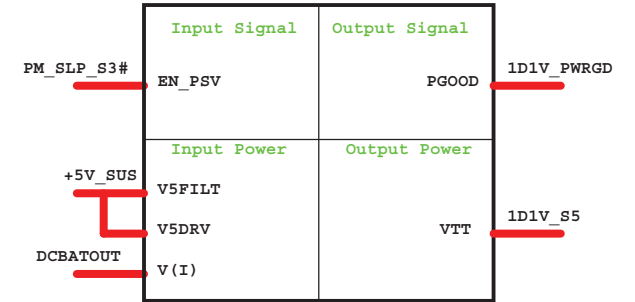 Input Signal
Output Signal
PM_SLP_S3#
EN_PSV
PGOOD
1D1V_PWRGD
Input Power
Output Power
+5V_SUS
V5FILT
V5DRV
VTT
1D1V_S5
DCBATOUT
V(I)